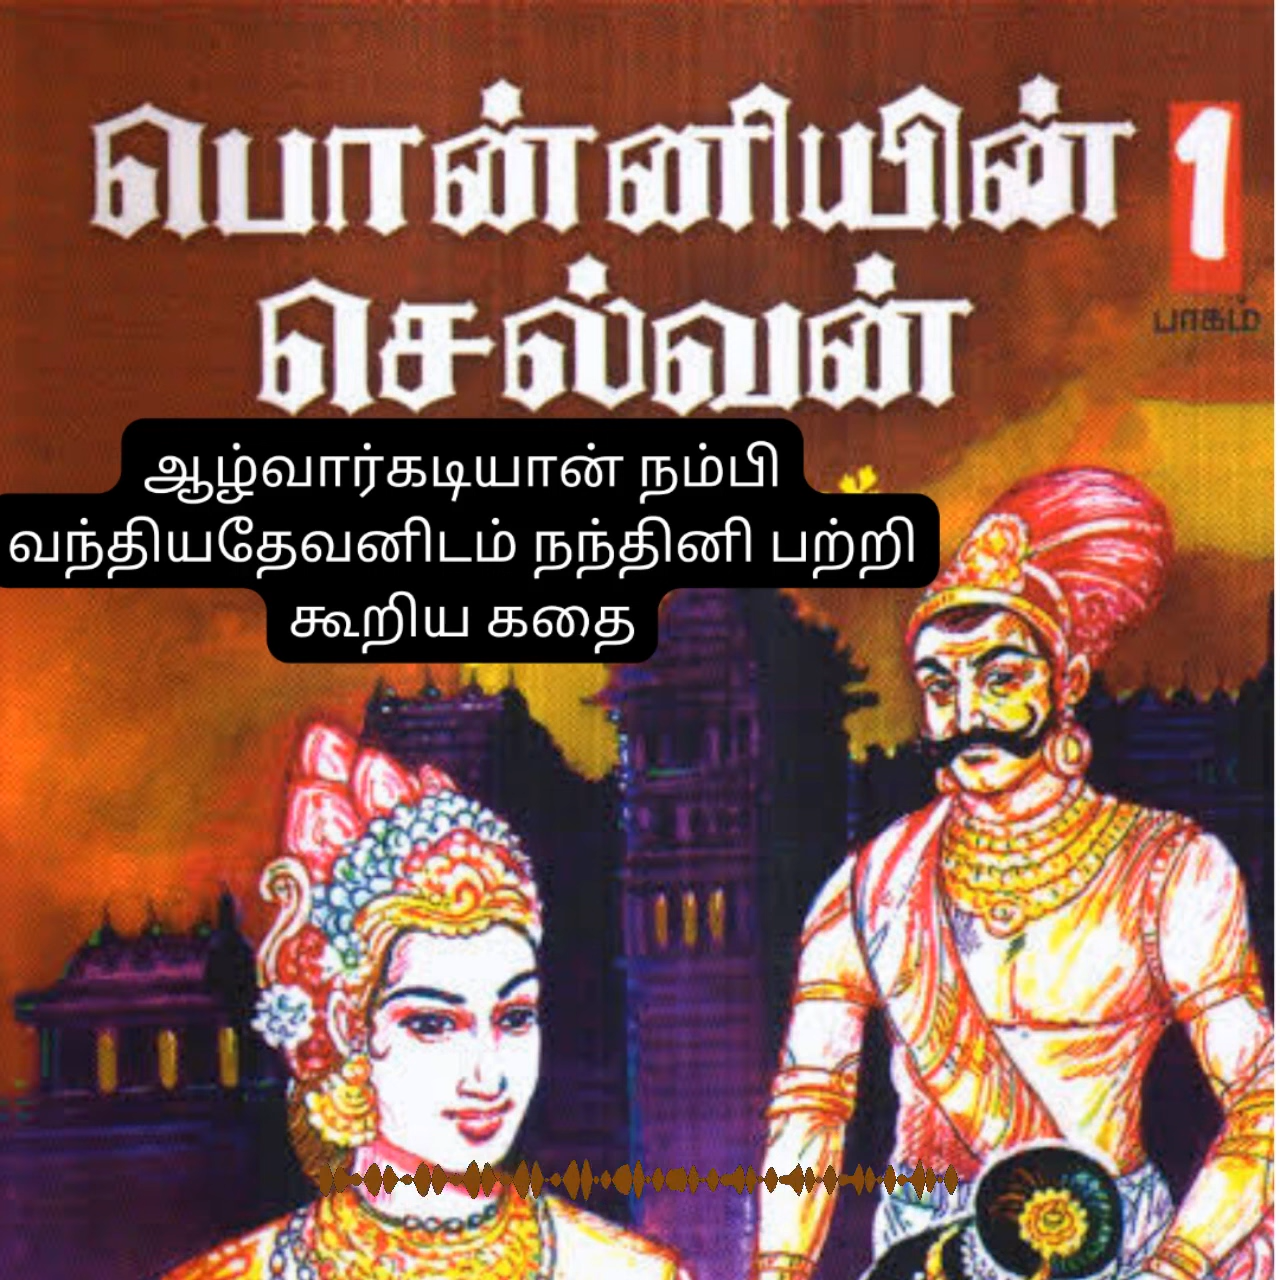 பொன்னியின் 1
செல்வன்
பாகம்
ஆழ்வார்கடியான் நம்பி
வந்தியதேவனிடம் நந்தினி பற்றி
கூறிய கதை